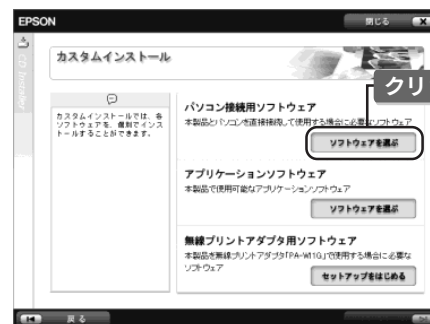 EPSON
閉じる
CD Installer
カスタムインストール
クリ
カスタムインストールでは、各
ソフトウェアを、個別でインス
トールすることができます。
パソコン接続用ソフトウェア
本製品とパソコンを直接接続して使用する場合に必要なソフトウェア
ソフトウェアを選ぶ
アプリケーションソフトウェア
本製品で使用可能なアプリケーションソフトウェア
ソフトウェアを選ぶ
無線プリントアダプタ用ソフトウェア
本製品を無線プリントアダプタ「PA-W11G」で使用する場合に必要な
ソフトウェア
セットアップをはじめる
戻る